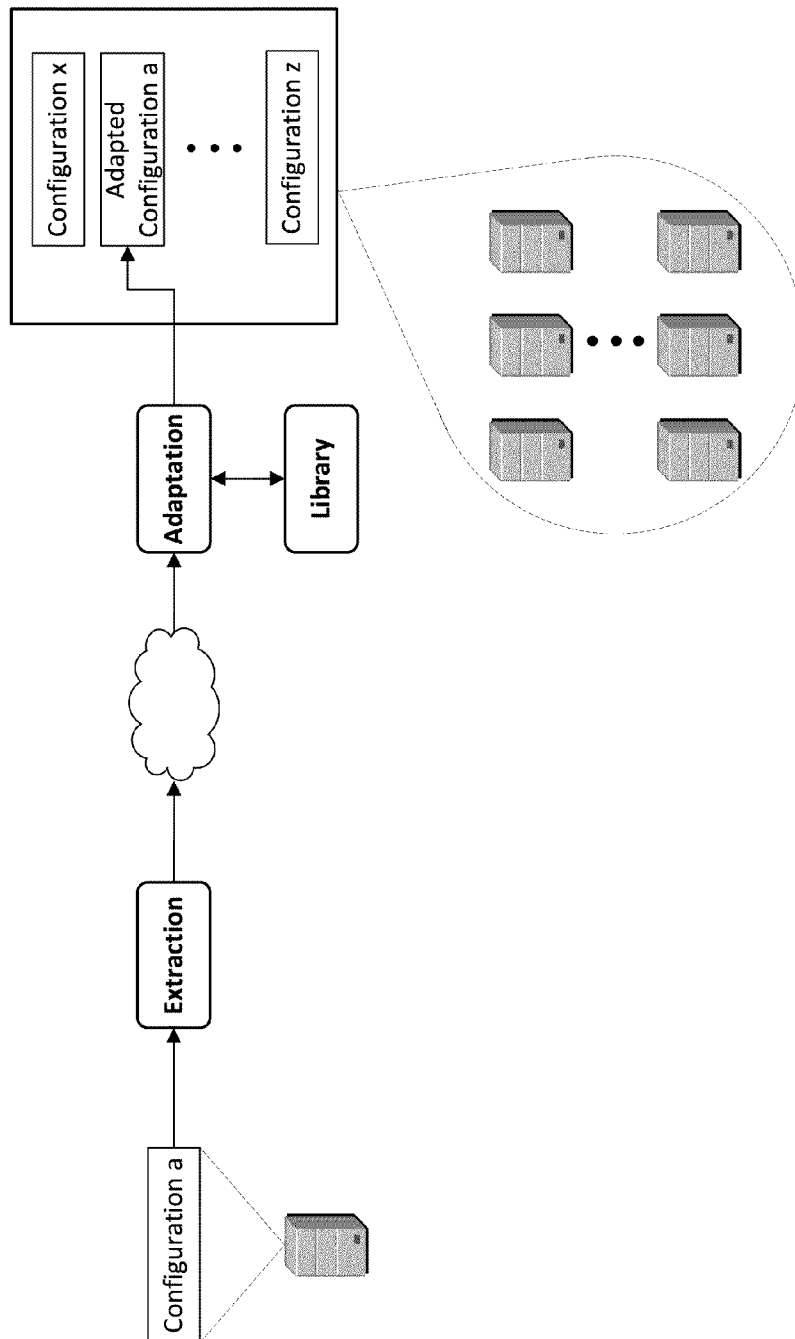 Configuration a
Extraction
Adaptation
Library
Configuration x
Adapted
Configuration a
Configuration z